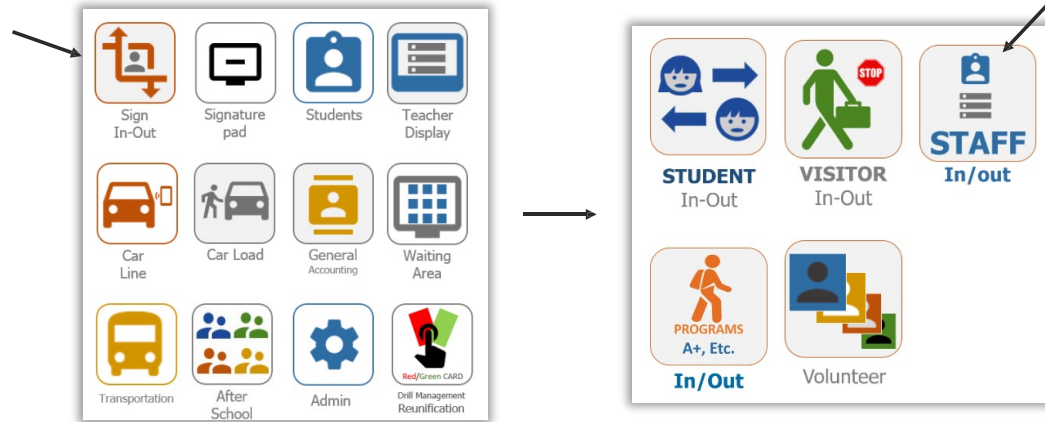 Sign
In-Out
Signature
pad
Students
Teacher
Display
Car
Line
Car Load
General
Accounting
Waiting
Area
Transportation
After
School
Admin
Red/Green CARD
Drill Management
Reunification
STUDENT
In-Out
STOP
VISITOR
In-Out
STAFF
In/out
PROGRAMS
A+, Etc.
In/Out
Volunteer